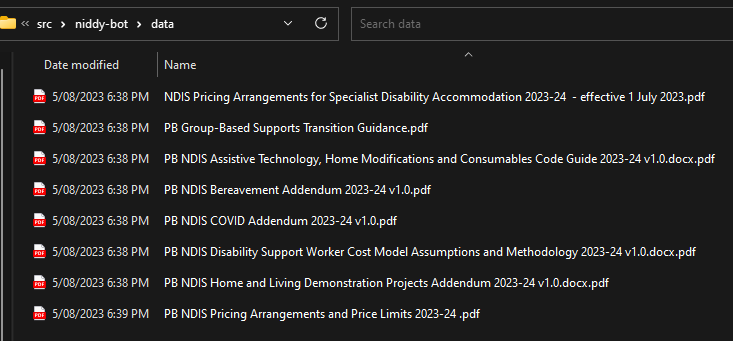 « src > niddy-bot > data
Search data
Date modified Name
PDF 5/08/2023 6:38 PM NDIS Pricing Arrangements for Specialist Disability Accommodation 2023-24  - effective 1 July 2023.pdf
PDF 5/08/2023 6:38 PM PB Group-Based Supports Transition Guidance.pdf
PDF 5/08/2023 6:38 PM PB NDIS Assistive Technology, Home Modifications and Consumables Code Guide 2023-24 v1.0.docx.pdf
PDF 5/08/2023 6:38 PM PB NDIS Bereavement Addendum 2023-24 v1.0.pdf
PDF 5/08/2023 6:38 PM PB NDIS COVID Addendum 2023-24 v1.0.pdf
PDF 5/08/2023 6:38 PM PB NDIS Disability Support Worker Cost Model Assumptions and Methodology 2023-24 v1.0.docx.pdf
PDF 5/08/2023 6:38 PM PB NDIS Home and Living Demonstration Projects Addendum 2023-24 v1.0.docx.pdf
PDF 5/08/2023 6:39 PM PB NDIS Pricing Arrangements and Price Limits 2023-24 .pdf